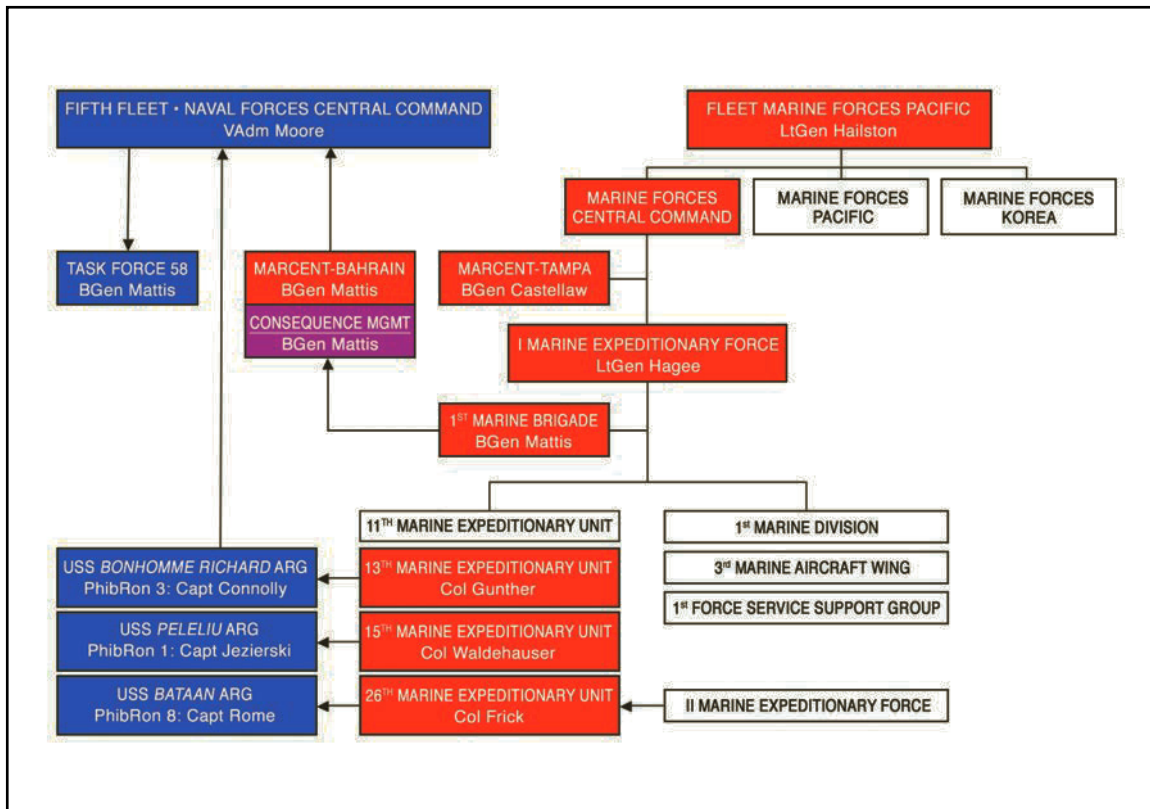 FIFTH FLEET • NAVAL FORCES CENTRAL COMMAND
VAdm Moore
FLEET MARINE FORCES PACIFIC
LtGen Hailston
MARINE FORCES
CENTRAL COMMAND
MARINE FORCES
PACIFIC
MARINE FORCES
KOREA
TASK FORCE 58
BGen Mattis
MARCENT-BAHRAIN
BGen Mattis
CONSEQUENCE MGMT
BGen Mattis
MARCENT-TAMPA
BGen Castellaw
I MARINE EXPEDITIONARY FORCE
LtGen Hagee
1ST MARINE BRIGADE
BGen Mattis
11TH MARINE EXPEDITIONARY UNIT
1st MARINE DIVISION
USS BONHOMME RICHARD ARG
PhibRon 3: Capt Connolly
13TH MARINE EXPEDITIONARY UNIT
Col Gunther
3rd MARINE AIRCRAFT WING
1st FORCE SERVICE SUPPORT GROUP
USS PELELIU ARG
PhibRon 1: Capt Jezierski
15TH MARINE EXPEDITIONARY UNIT
Col Waldehauser
USS BATAAN ARG
PhibRon 8: Capt Rome
26TH MARINE EXPEDITIONARY UNIT
Col Frick
II MARINE EXPEDITIONARY FORCE